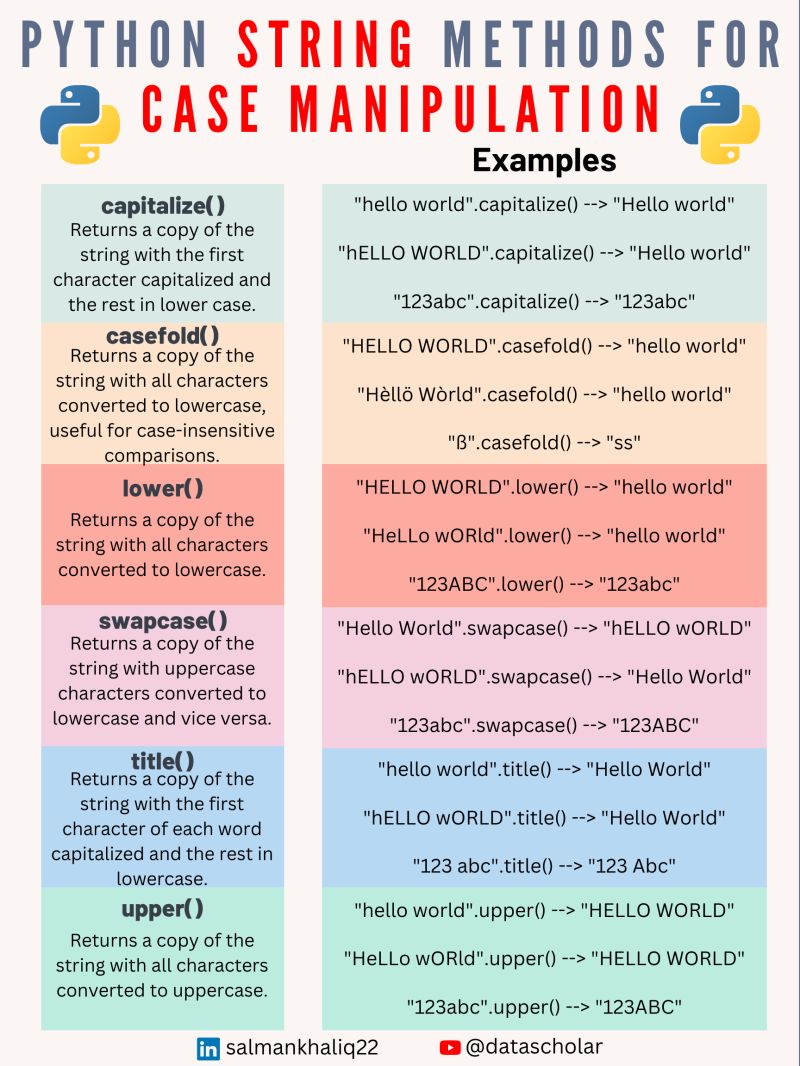 PYTHON STRING METHODS FOR
CASE MANIPULATION
Examples
capitalize()
Returns a copy of the
string with the first
character capitalized and
the rest in lower case.
"hello world".capitalize() --> "Hello world"
"hELLO WORLD".capitalize() --> "Hello world"
"123abc".capitalize() --> "123abc"
casefold()
Returns a copy of the
string with all characters
converted to lowercase,
useful for case-insensitive
comparisons.
"HELLO WORLD".casefold() --> "hello world"
"Hèllö Wòrld".casefold() --> "hello world"
"ß".casefold() --> "ss"
lower()
Returns a copy of the
string with all characters
converted to lowercase.
"HELLO WORLD".lower() --> "hello world"
"HeLLo wORld".lower() --> "hello world"
"123ABC".lower() --> "123abc"
swapcase()
Returns a copy of the
string with uppercase
characters converted to
lowercase and vice versa.
"Hello World".swapcase() --> "hELLO wORLD"
"hELLO wORLD".swapcase() --> "Hello World"
"123abc".swapcase() --> "123ABC"
title()
Returns a copy of the
string with the first
character of each word
capitalized and the rest in
lowercase.
"hello world".title() --> "Hello World"
"hELLO wORLD".title() --> "Hello World"
"123 abc".title() --> "123 Abc"
upper()
Returns a copy of the
string with all characters
converted to uppercase.
"hello world".upper() --> "HELLO WORLD"
"HeLLo wORld".upper() --> "HELLO WORLD"
"123abc".upper() --> "123ABC"
in salmankhaliq22
@datascholar